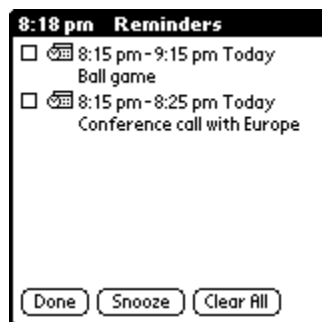 8:18 pm Reminders
8:15 pm-9:15 pm Today
Ball game
8:15 pm-8:25 pm Today
Conference call with Europe
Done Snooze Clear All